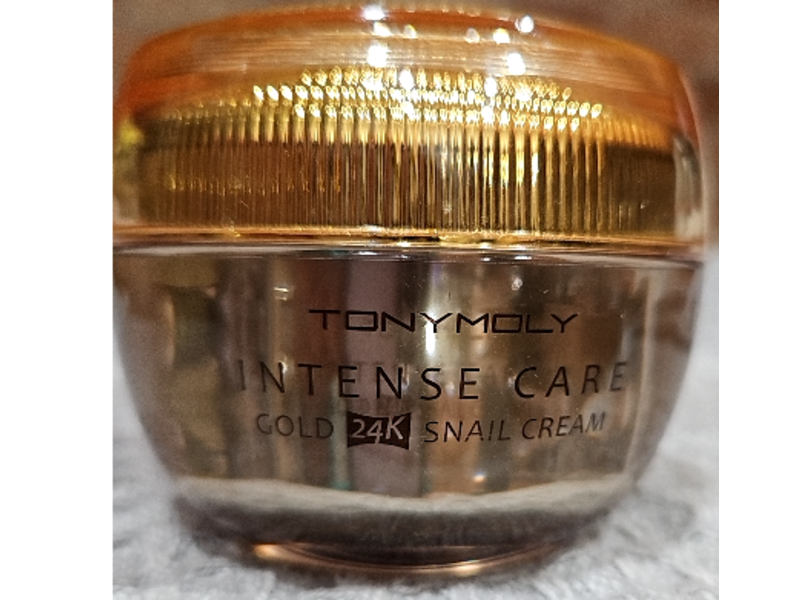 TONYMOLY
INTENSE CARE
GOLD 24K SNAIL CREAM